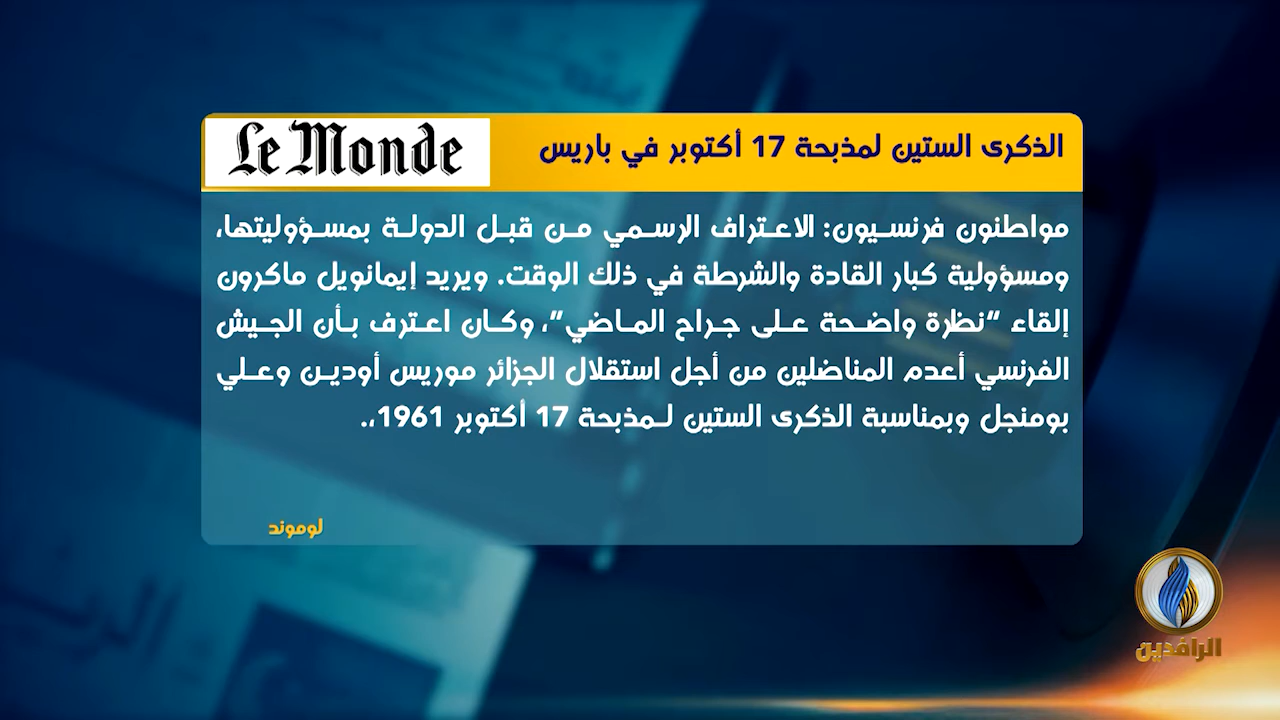 الذكرى الستين لمذبحة 17 أكتوبر في باريس
Le Monde
مواطنون فرنسيون: الاعتراف الرسمي من قبل الدولة بمسؤوليتها،
ومسؤولية كبار القادة والشرطة في ذلك الوقت. ويريد إيمانويل ماكرون
إلقاء “نظرة واضحة على جراح الماضي”، وكان اعترف بأن الجيش
الفرنسي أعدم المناضلين من أجل استقلال الجزائر موريس أودين وعلي
بومنجل وبمناسبة الذكرى الستين لمذبحة 17 أكتوبر 1961،.
لوموند
الرافدين